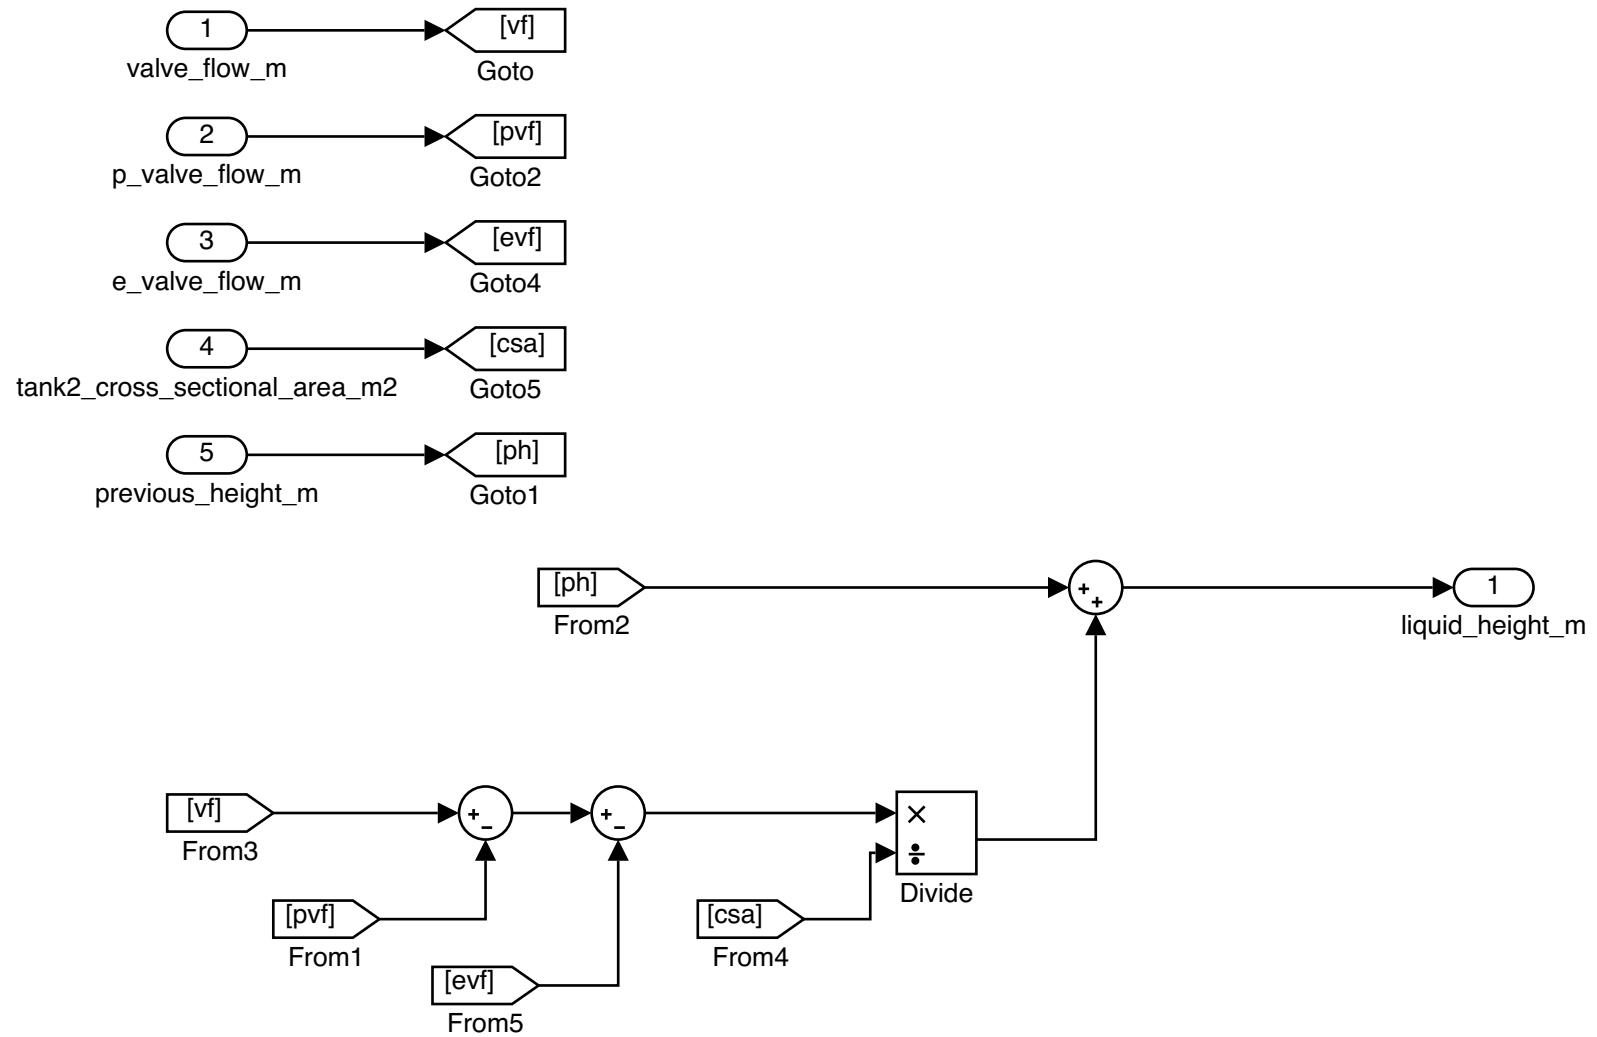 1
[vf]
valve_flow_m
Goto
2
[pvf]
p_valve_flow_m
Goto2
3
[evf]
e_valve_flow_m
Goto4
4
[csa]
tank2_cross_sectional_area_m2
Goto5
5
[ph]
previous_height_m
Goto1
[ph]
From2
+
+
1
liquid_height_m
[vf]
From3
+
−
+
−
×
÷
Divide
[pvf]
From1
[csa]
From4
[evf]
From5